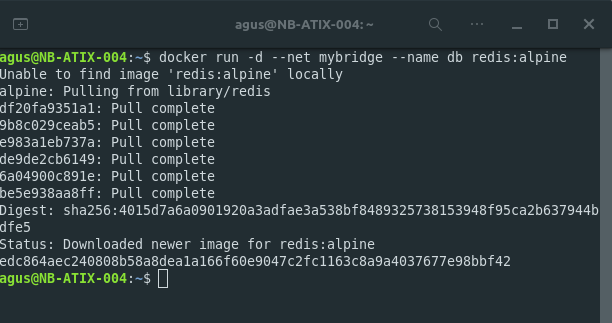 agus@NB-ATIX-004: ~
agus@NB-ATIX-004:~$ docker run -d --net mybridge --name db redis:alpine
Unable to find image 'redis:alpine' locally
alpine: Pulling from library/redis
df20fa9351a1: Pull complete
9b8c029ceab5: Pull complete
e983a1eb737a: Pull complete
de9de2cb6149: Pull complete
6a04900c891e: Pull complete
be5e938aa8ff: Pull complete
Digest: sha256:4015d7a6a0901920a3adfae3a538bf8489325738153948f95ca2b637944b
dfe5
Status: Downloaded newer image for redis:alpine
edc864aec240808b58a8dea1a166f60e9047c2fc1163c8a9a4037677e98bbf42
agus@NB-ATIX-004:~$